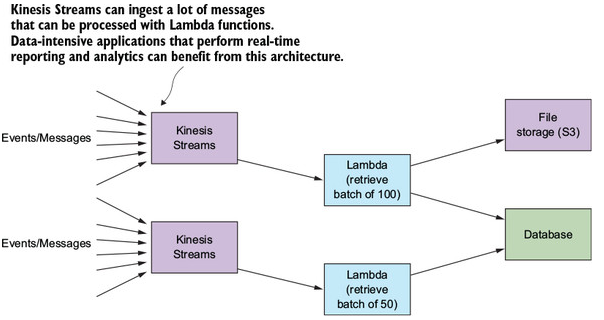 Kinesis Streams can ingest a lot of messages
that can be processed with Lambda functions.
Data-intensive applications that perform real-time
reporting and analytics can benefit from this architecture.
Events/Messages
Kinesis
Streams
Lambda
(retrieve
batch of 100)
File
storage (S3)
Events/Messages
Kinesis
Streams
Lambda
(retrieve
batch of 50)
Database